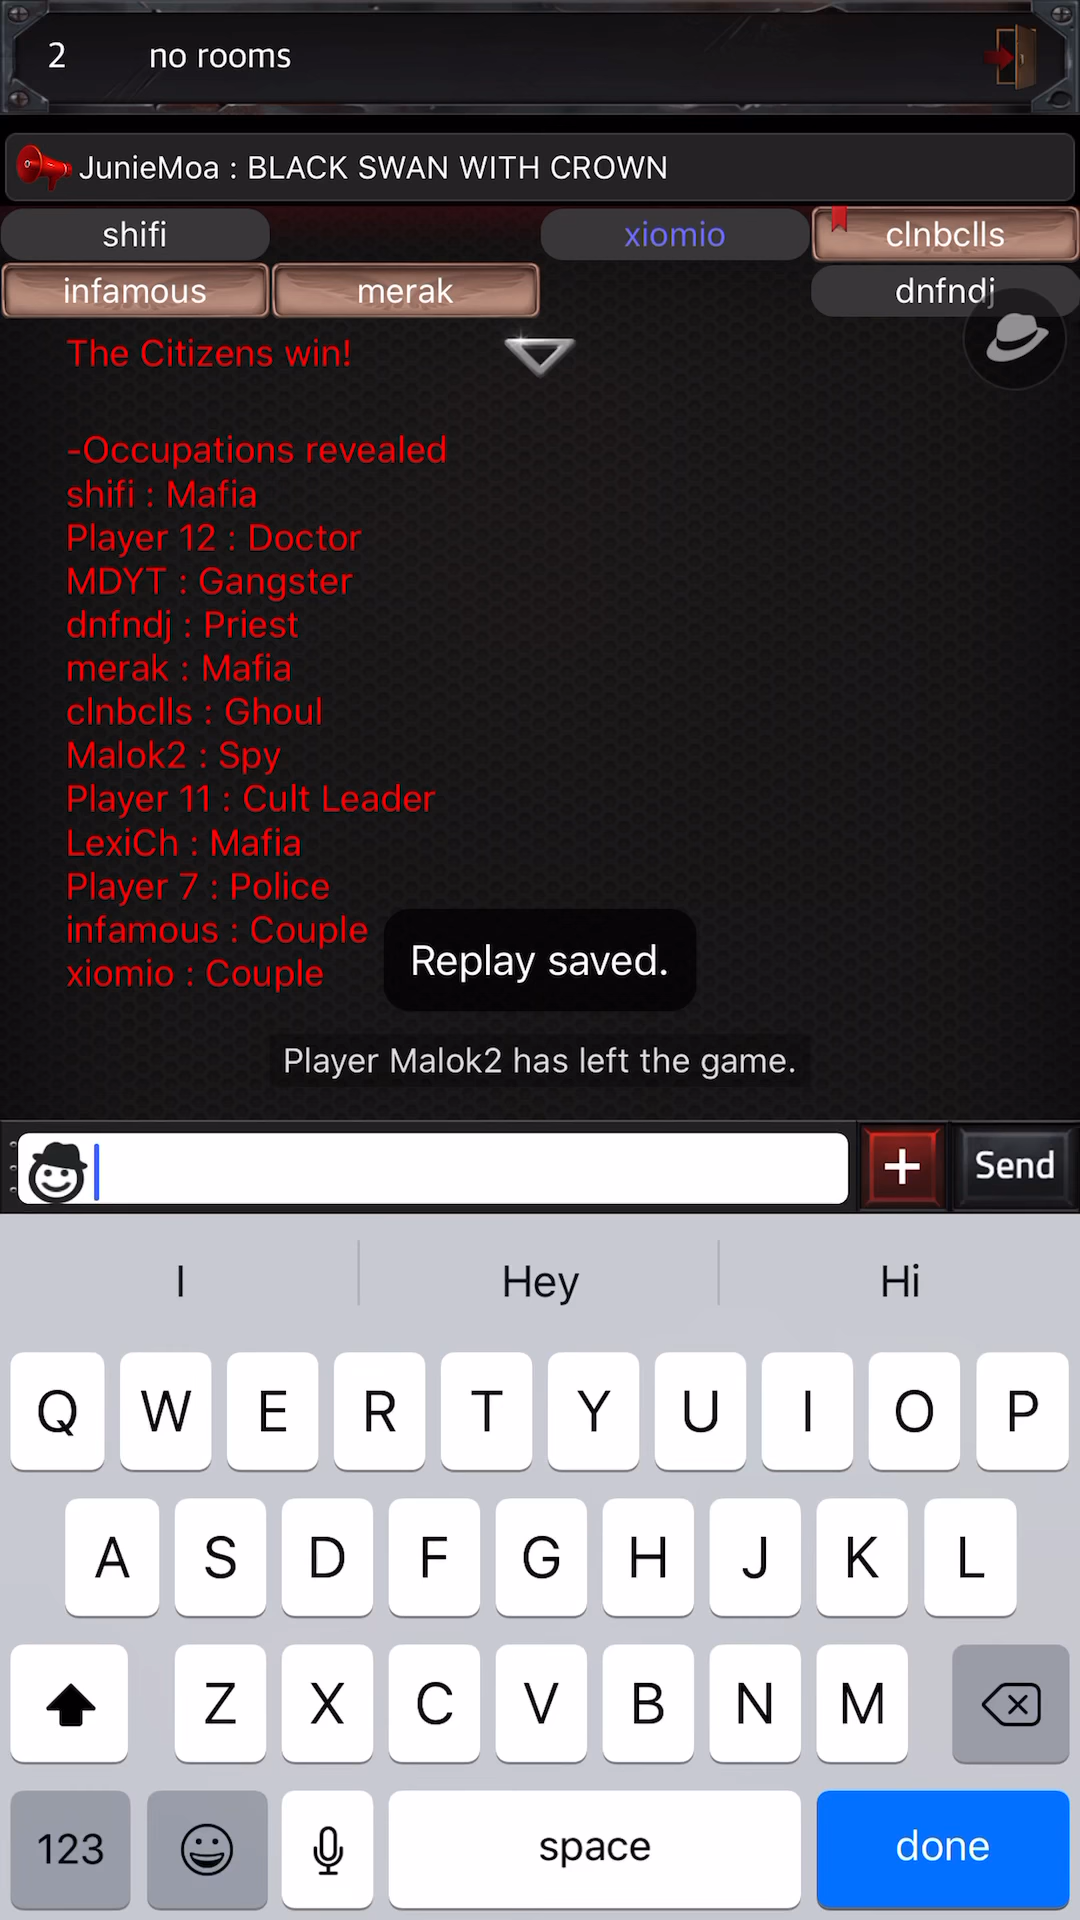 2 no rooms
JunieMoa : BLACK SWAN WITH CROWN
shifi xiomio clnbclls
infamous merak dnfndj
The Citizens win!
-Occupations revealed
shifi : Mafia
Player 12 : Doctor
MDYT : Gangster
dnfndj : Priest
merak : Mafia
clnbclls : Ghoul
Malok2 : Spy
Player 11 : Cult Leader
LexiCh : Mafia
Player 7 : Police
infamous : Couple
xiomio : Couple
Replay saved.
Player Malok2 has left the game.
+ Send
I Hey Hi
Q W E R T Y U I O P
A S D F G H J K L
Z X C V B N M
123 space done